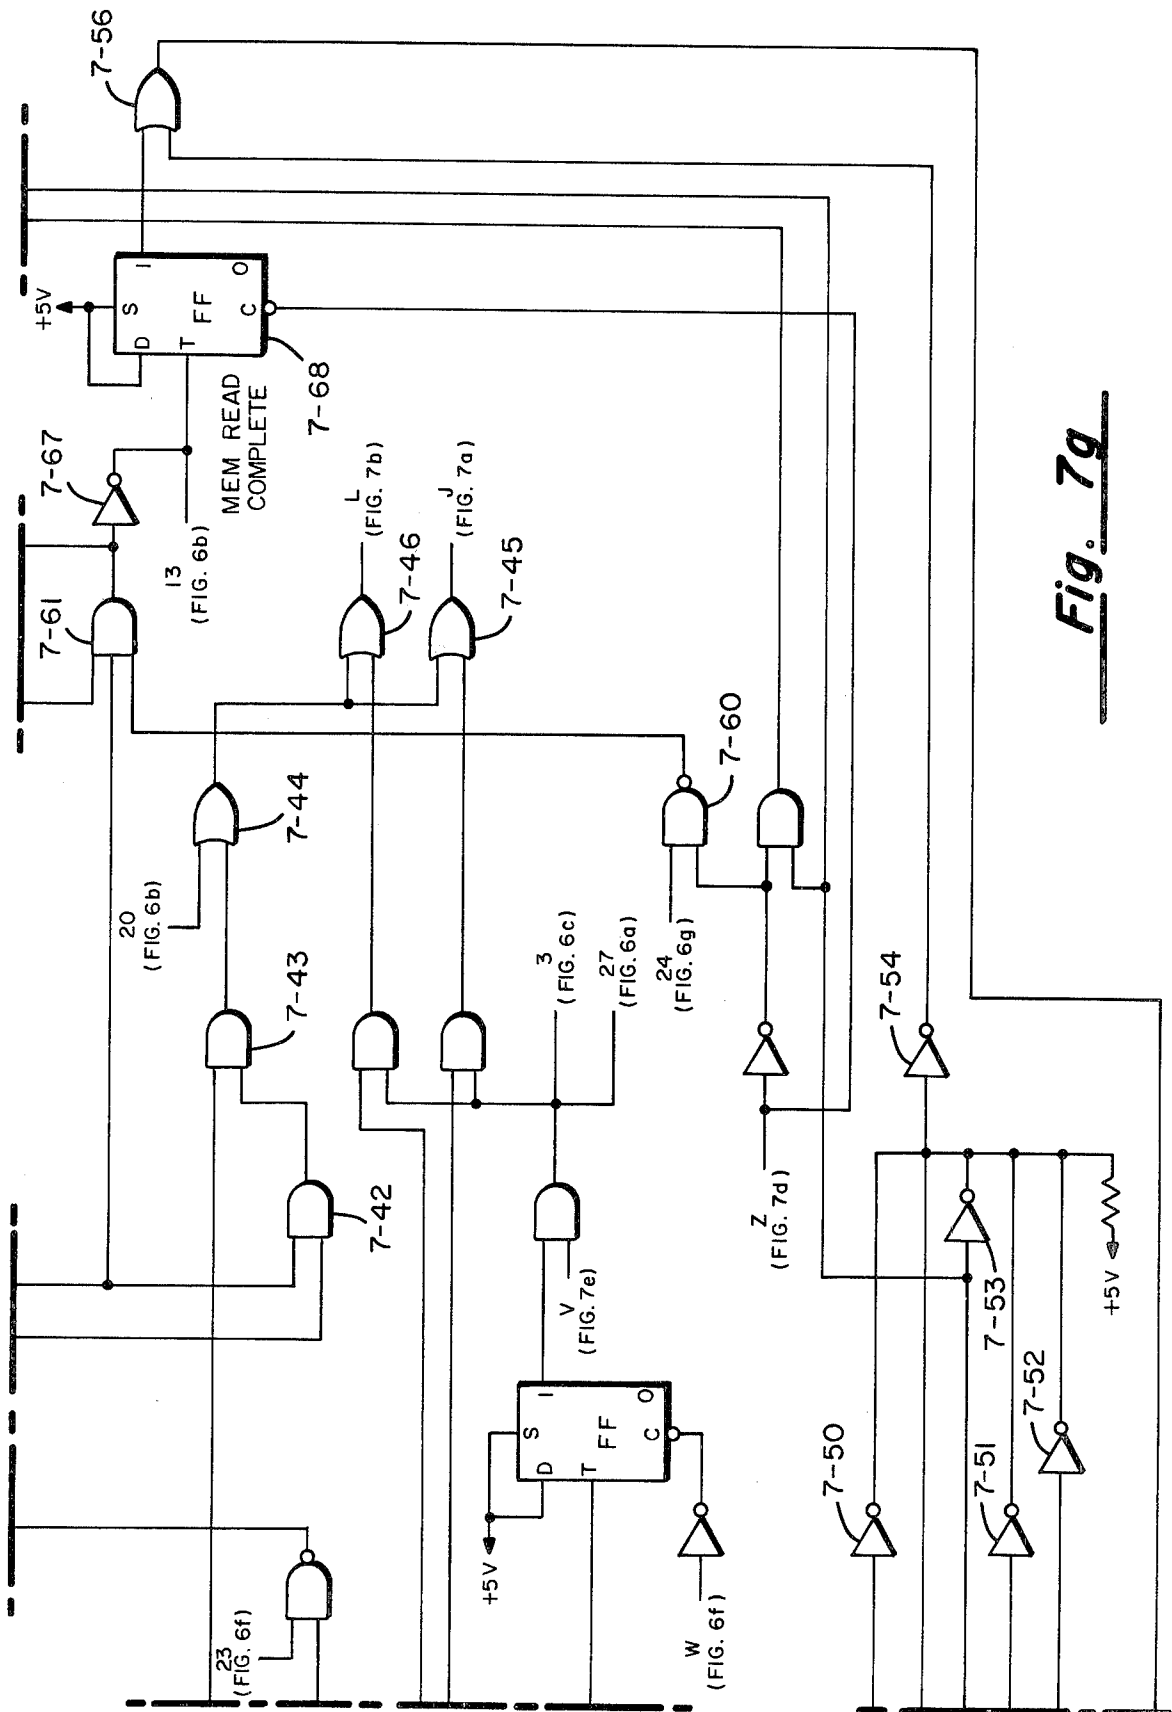 7-56
+5V
D
S
I
T
FF
C
O
7-68
MEM READ
COMPLETE
7-67
13
(FIG. 6b)
7-61
L
(FIG. 7b)
7-46
J
(FIG. 7a)
7-45
7-44
20
(FIG. 6b)
7-43
7-42
23
(FIG. 6f)
3
(FIG. 6c)
27
(FIG. 6a)
24
(FIG. 6g)
7-60
V
(FIG. 7e)
Z
(FIG. 7d)
+5V
D
S
I
T
FF
C
O
W
(FIG. 6f)
7-54
7-50
7-51
7-52
7-53
+5V
Fig. 7g